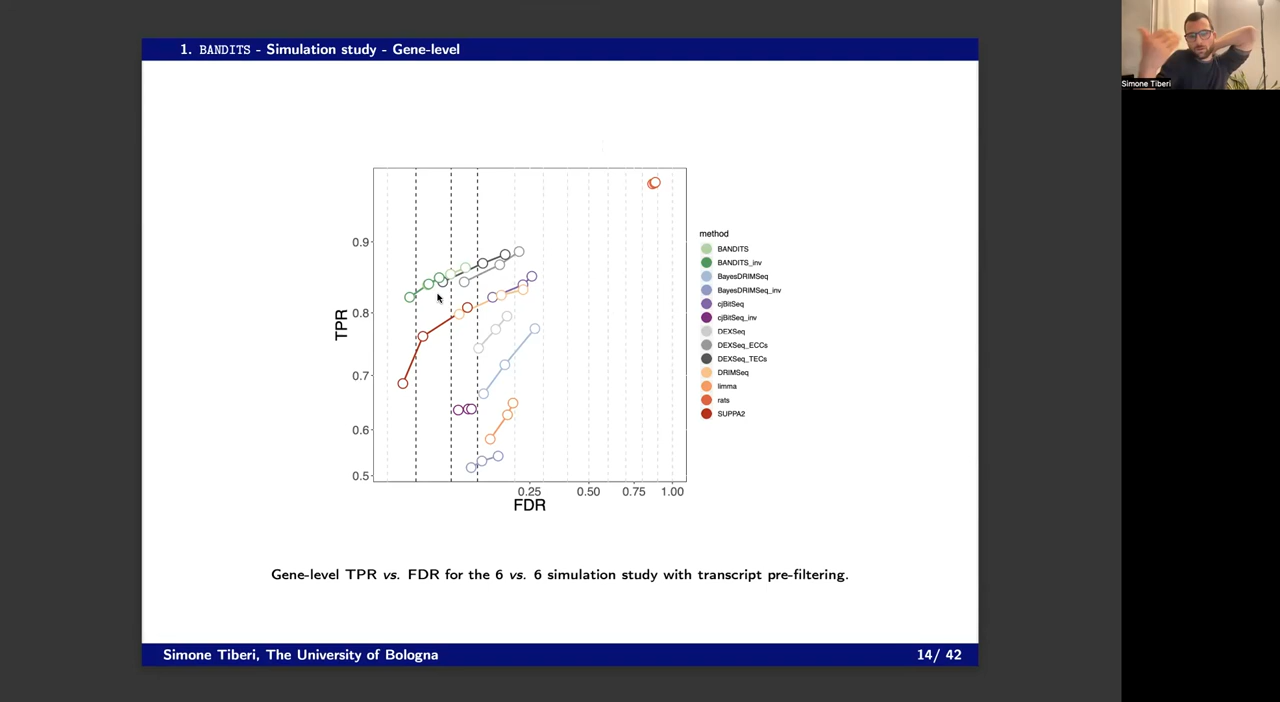 1. BANDITS - Simulation study - Gene-level
Simone Tiberi
TPR
0.9
0.8
0.7
0.6
0.5
0.25 0.50 0.75 1.00
FDR
method
BANDITS
BANDITS_inv
BayesDRIMSeq
BayesDRIMSeq_inv
cjBitSeq
cjBitSeq_inv
DEXSeq
DEXSeq_ECCs
DEXSeq_TECs
DRIMSeq
limma
rats
SUPPA2
Gene-level TPR vs. FDR for the 6 vs. 6 simulation study with transcript pre-filtering.
Simone Tiberi, The University of Bologna 14/ 42